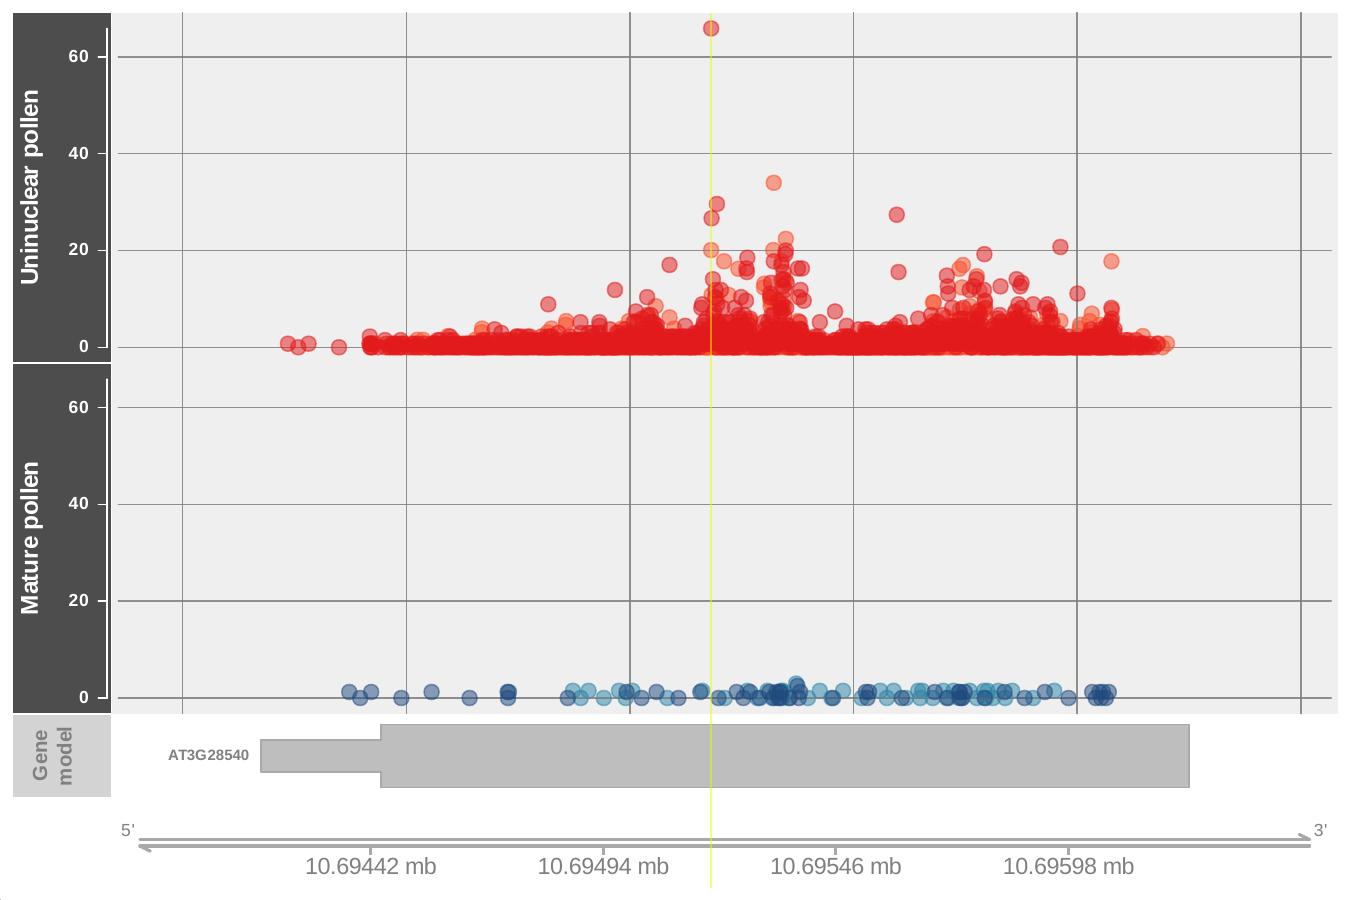 Uninuclear pollen
60
40
20
0
Mature pollen
60
40
20
0
Gene
model
AT3G28540
5'
3'
10.69442 mb
10.69494 mb
10.69546 mb
10.69598 mb